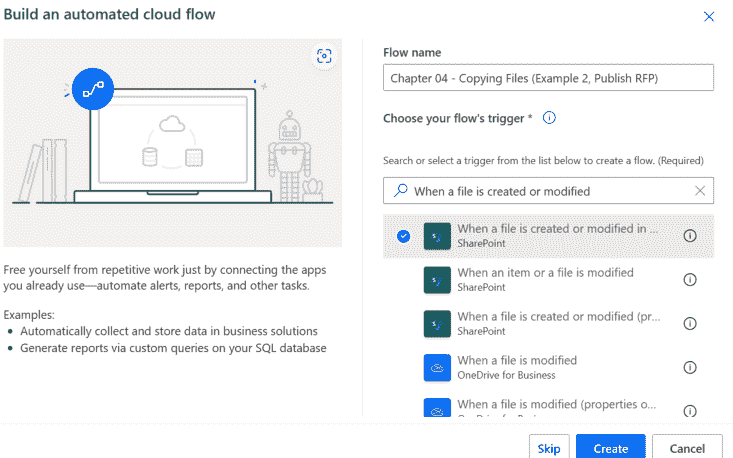 Build an automated cloud flow
Free yourself from repetitive work just by connecting the apps
you already use—automate alerts, reports, and other tasks.
Examples:
• Automatically collect and store data in business solutions
• Generate reports via custom queries on your SQL database
Flow name
Chapter 04 - Copying Files (Example 2, Publish RFP)
Choose your flow's trigger *
Search or select a trigger from the list below to create a flow. (Required)
When a file is created or modified
When a file is created or modified in ...
SharePoint
When an item or a file is modified
SharePoint
When a file is created or modified (pr...
SharePoint
When a file is modified
OneDrive for Business
When a file is modified (properties o...
OneDrive for Business
Skip
Create
Cancel